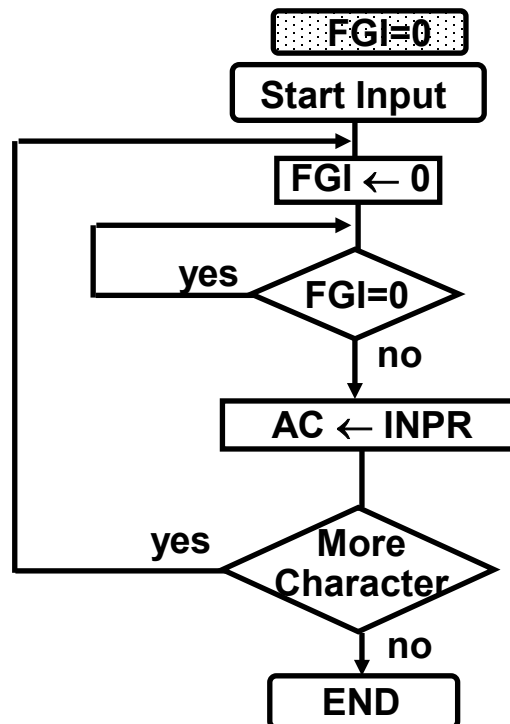 FGI=0
Start Input
FGI ← 0
yes
FGI=0
no
AC ← INPR
yes
More
Character
no
END